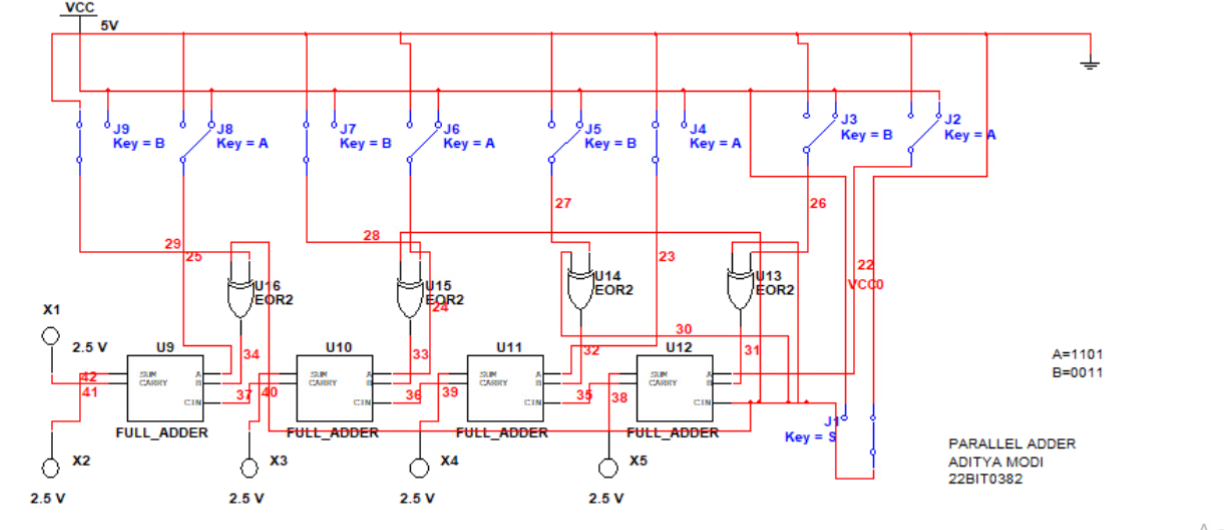 VCC
5V
J9
Key = B
J8
Key = A
J7
Key = B
J6
Key = A
J5
Key = B
J4
Key = A
J3
Key = B
J2
Key = A
29
25
28
27
23
26
22
VCC0
U16
EOR2
U15
EOR2
24
U14
EOR2
U13
EOR2
30
X1
2.5 V
U9
34
U10
33
U11
32
U12
31
42
41
SUM
CARRY
A
B
CIN
37
40
SUM
CARRY
A
B
CIN
36
39
SUM
CARRY
A
B
CIN
35
38
SUM
CARRY
A
B
CIN
FULL_ADDER
FULL_ADDER
FULL_ADDER
FULL_ADDER
A=1101
B=0011
J1
Key = S
X2
2.5 V
X3
2.5 V
X4
2.5 V
X5
2.5 V
PARALLEL ADDER
ADITYA MODI
22BIT0382